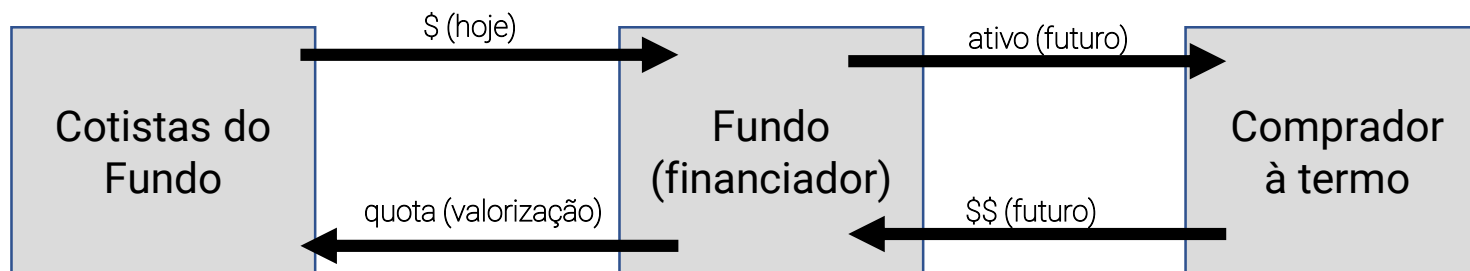 $ (hoje)
ativo (futuro)
Cotistas do
Fundo
Fundo
(financiador)
Comprador
à termo
quota (valorização)
$$ (futuro)